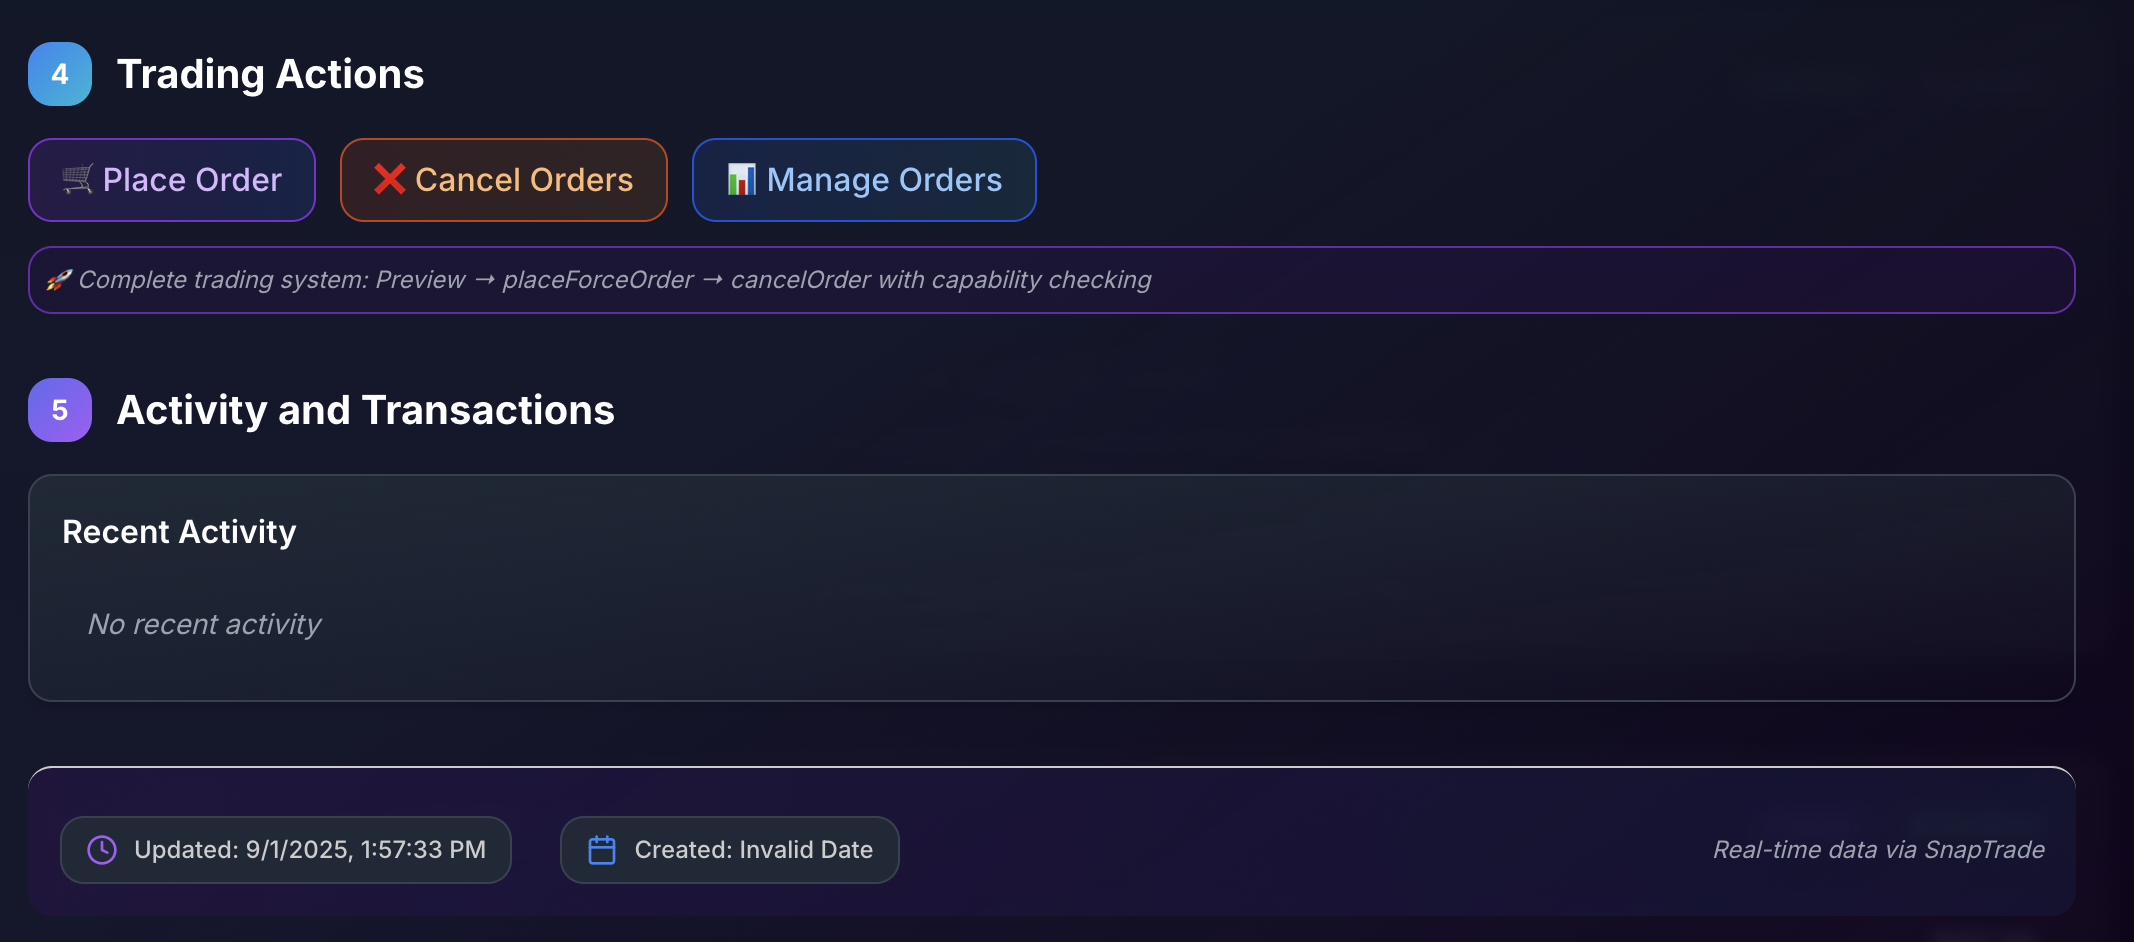 4 Trading Actions
🛒 Place Order
❌ Cancel Orders
📊 Manage Orders
🚀 Complete trading system: Preview → placeForceOrder → cancelOrder with capability checking
5 Activity and Transactions
Recent Activity
No recent activity
Updated: 9/1/2025, 1:57:33 PM
Created: Invalid Date
Real-time data via SnapTrade